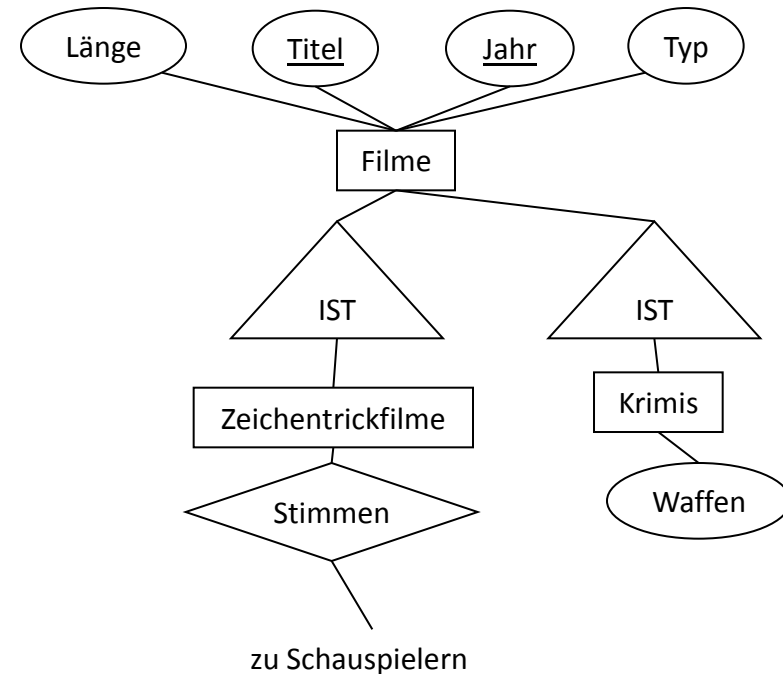 Länge
Titel
Jahr
Typ
Filme
IST
IST
Zeichentrickfilme
Krimis
Stimmen
Waffen
zu Schauspielern